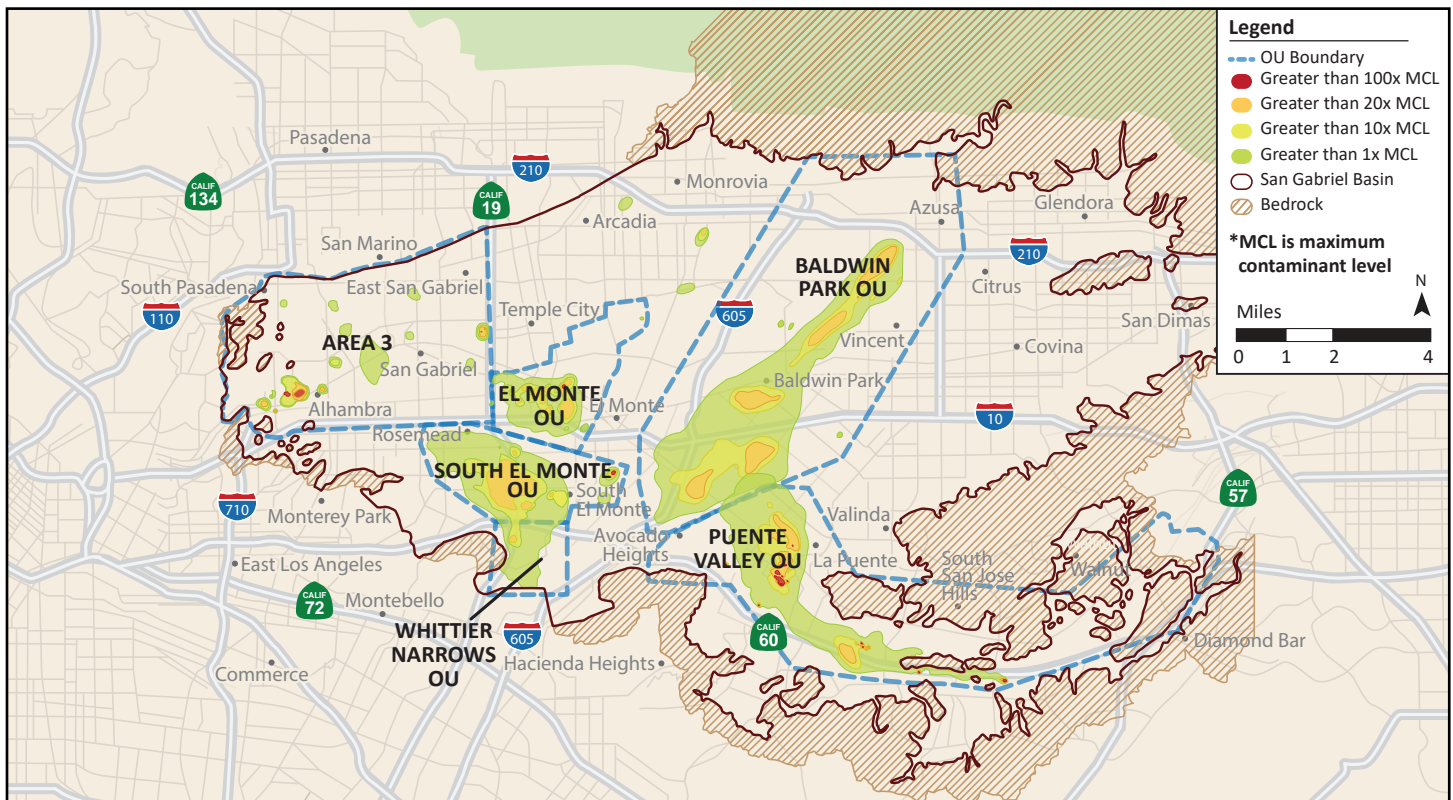 Legend
OU Boundary
Greater than 100x MCL
Greater than 20x MCL
Greater than 10x MCL
Greater than 1x MCL
San Gabriel Basin
Bedrock
*MCL is maximum
contaminant level
N
Miles
0 1 2 4
Pasadena
CALIF
134
210
CALIF
19
Monrovia
Arcadia
Azusa
Glendora
San Marino
210
South Pasadena
East San Gabriel
BALDWIN
PARK OU
Citrus
110
Temple City
605
San Dimas
AREA 3
Vincent
Covina
San Gabriel
Baldwin Park
Alhambra
EL MONTE
OU
El Monte
10
Rosemead
SOUTH EL MONTE
OU
South
El Monte
CALIF
57
710
Monterey Park
Valinda
Avocado
Heights
PUENTE
VALLEY OU
La Puente
East Los Angeles
South
San Jose
Hills
Walnut
CALIF
72
Montebello
WHITTIER
NARROWS
OU
605
CALIF
60
Diamond Bar
Hacienda Heights
Commerce